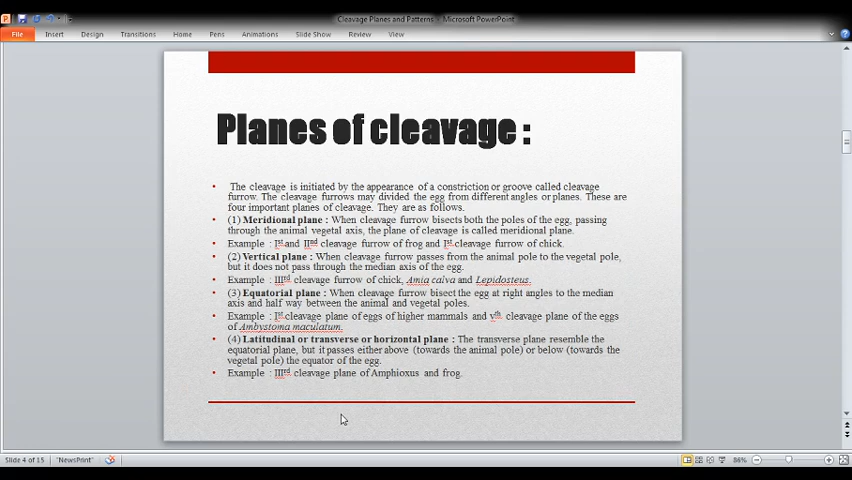 Cleavage Planes and Patterns - Microsoft PowerPoint
File Insert Design Transitions Home Pens Animations Slide Show Review View
Planes of cleavage :
• The cleavage is initiated by the appearance of a constriction or groove called cleavage
furrow. The cleavage furrows may divided the egg from different angles or planes. These are
four important planes of cleavage. They are as follows.
• (1) Meridional plane : When cleavage furrow bisects both the poles of the egg, passing
through the animal vegetal axis, the plane of cleavage is called meridional plane.
• Example : Ist and IInd cleavage furrow of frog and Ist cleavage furrow of chick.
• (2) Vertical plane : When cleavage furrow passes from the animal pole to the vegetal pole,
but it does not pass through the median axis of the egg.
• Example : IIIrd cleavage furrow of chick, Amia calva and Lepidosteus.
• (3) Equatorial plane : When cleavage furrow bisect the egg at right angles to the median
axis and half way between the animal and vegetal poles.
• Example : Ist cleavage plane of eggs of higher mammals and vth cleavage plane of the eggs
of Ambystoma maculatum.
• (4) Latitudinal or transverse or horizontal plane : The transverse plane resemble the
equatorial plane, but it passes either above (towards the animal pole) or below (towards the
vegetal pole) the equator of the egg.
• Example : IIIrd cleavage plane of Amphioxus and frog.
Slide 4 of 15 "NewsPrint" 86%